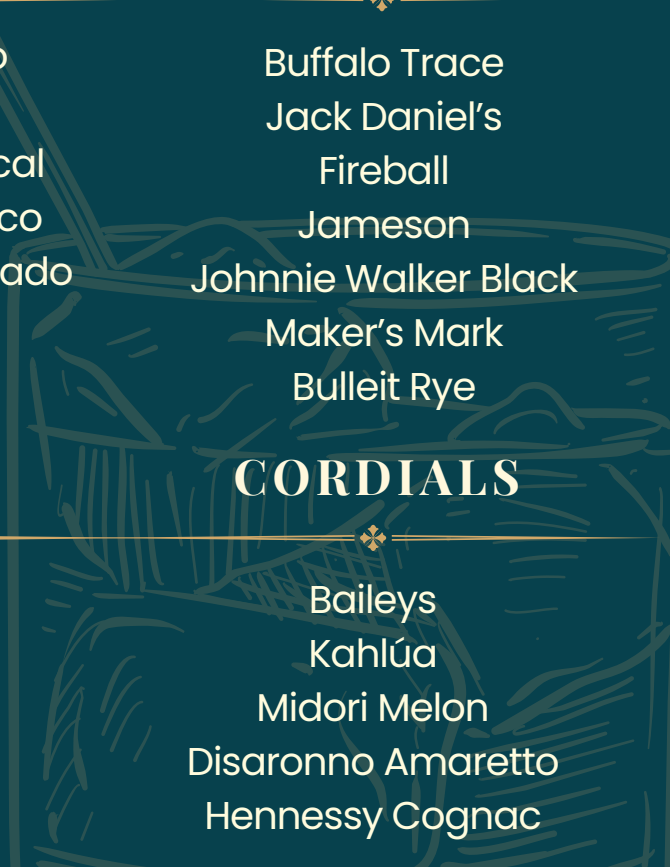 Buffalo Trace
Jack Daniel’s
Fireball
Jameson
Johnnie Walker Black
Maker’s Mark
Bulleit Rye
CORDIALS
Baileys
Kahlúa
Midori Melon
Disaronno Amaretto
Hennessy Cognac